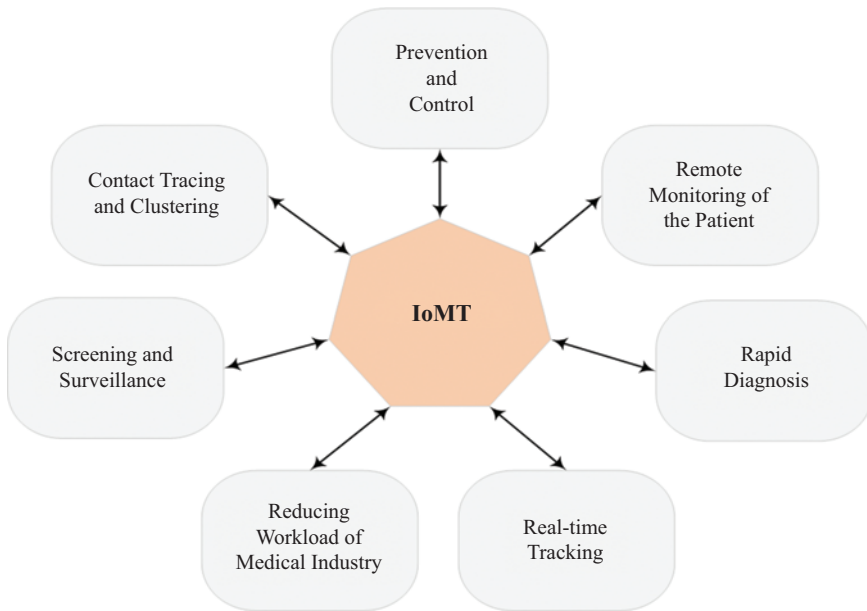 Prevention
and
Control
Contact Tracing
and Clustering
Remote
Monitoring of
the Patient
IoMT
Screening and
Surveillance
Rapid
Diagnosis
Reducing
Workload of
Medical Industry
Real-time
Tracking